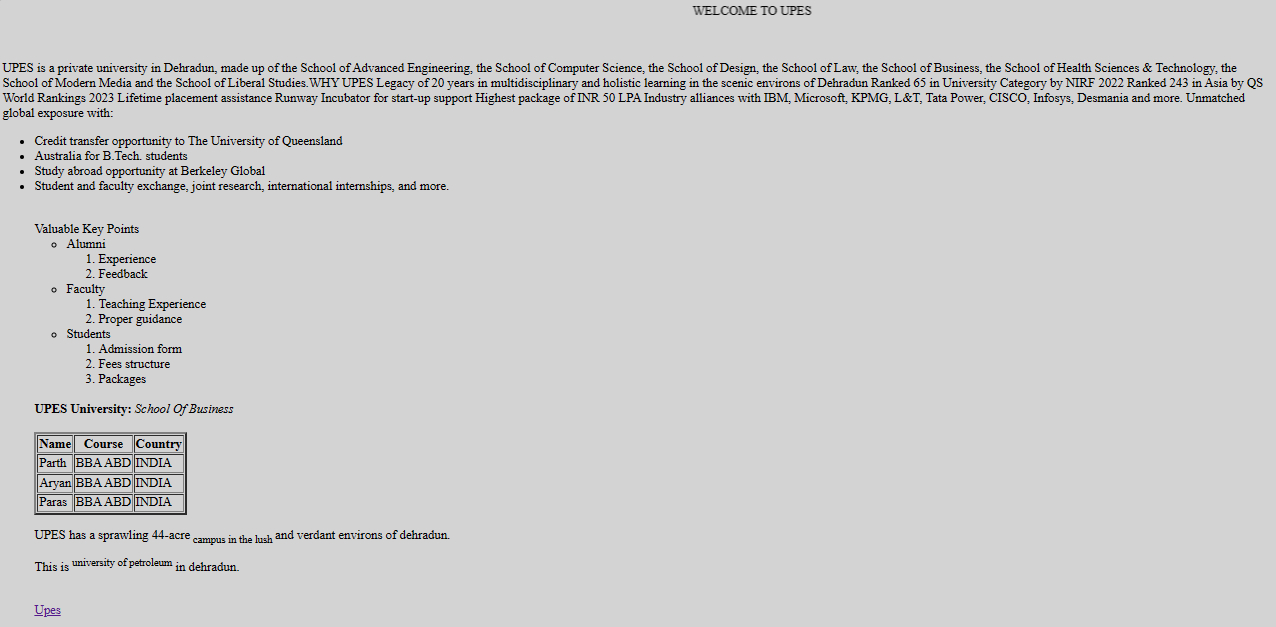 WELCOME TO UPES
UPES is a private university in Dehradun, made up of the School of Advanced Engineering, the School of Computer Science, the School of Design, the School of Law, the School of Business, the School of Health Sciences & Technology, the
School of Modern Media and the School of Liberal Studies.WHY UPES Legacy of 20 years in multidisciplinary and holistic learning in the scenic environs of Dehradun Ranked 65 in University Category by NIRF 2022 Ranked 243 in Asia by QS
World Rankings 2023 Lifetime placement assistance Runway Incubator for start-up support Highest package of INR 50 LPA Industry alliances with IBM, Microsoft, KPMG, L&T, Tata Power, CISCO, Infosys, Desmania and more. Unmatched
global exposure with:
• Credit transfer opportunity to The University of Queensland
• Australia for B.Tech. students
• Study abroad opportunity at Berkeley Global
• Student and faculty exchange, joint research, international internships, and more.
Valuable Key Points
○ Alumni
1. Experience
2. Feedback
○ Faculty
1. Teaching Experience
2. Proper guidance
○ Students
1. Admission form
2. Fees structure
3. Packages
UPES University: School Of Business
Name Course Country
Parth BBA ABD INDIA
Aryan BBA ABD INDIA
Paras BBA ABD INDIA
UPES has a sprawling 44-acre campus in the lush and verdant environs of dehradun.
This is university of petroleum in dehradun.
Upes